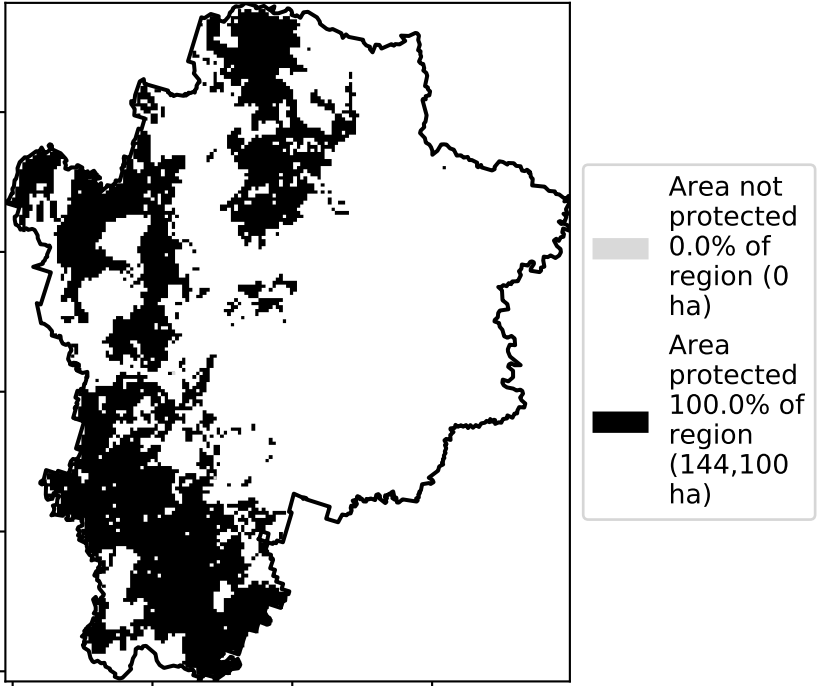 Area not
protected
0.0% of
region (0
ha)
Area
protected
100.0% of
region
(144,100
ha)